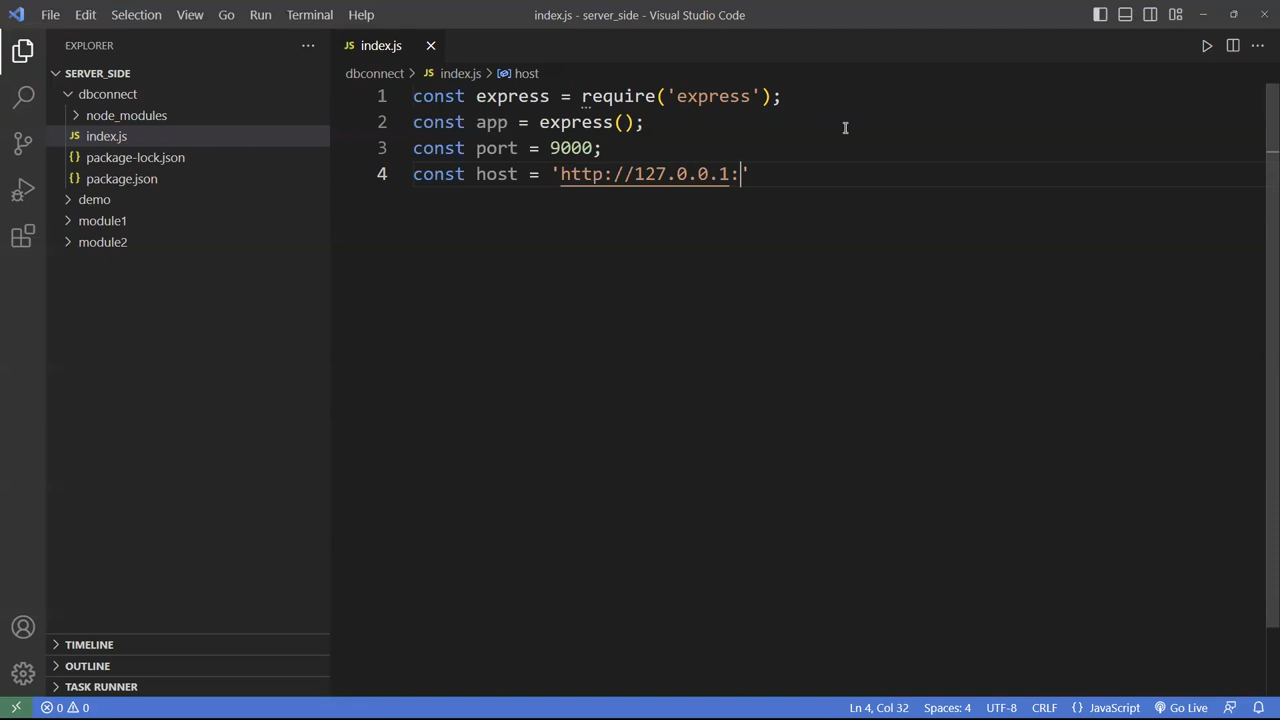 File Edit Selection View Go Run Terminal Help
index.js - server_side - Visual Studio Code
EXPLORER
JS index.js
SERVER_SIDE
dbconnect
node_modules
JS index.js
{} package-lock.json
{} package.json
demo
module1
module2
dbconnect > JS index.js > host
1 const express = require('express');
2 const app = express();
3 const port = 9000;
4 const host = 'http://127.0.0.1:'
TIMELINE
OUTLINE
TASK RUNNER
0 0
Ln 4, Col 32 Spaces: 4 UTF-8 CRLF {} JavaScript Go Live